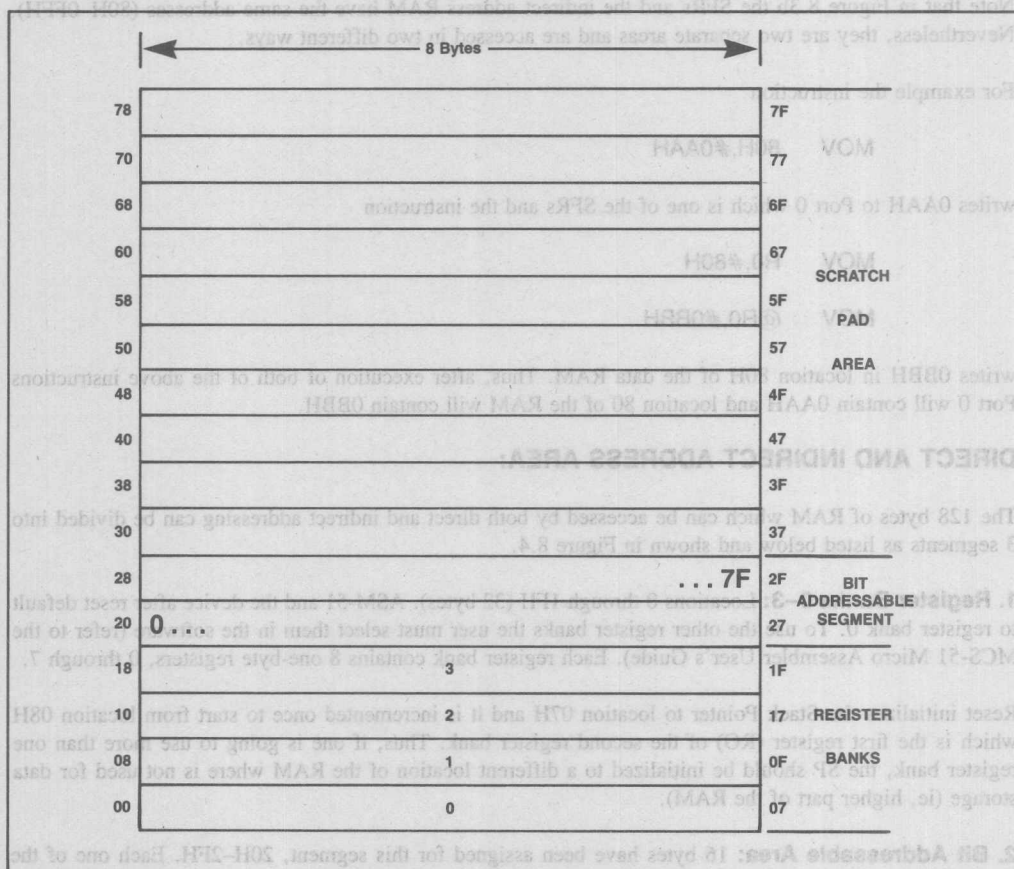 8 Bytes
78 7F
70 77
68 6F
60 67
SCRATCH
58 5F
PAD
50 57
AREA
48 4F
40 47
38 3F
30 37
28 ...7F 2F BIT
ADDRESSABLE
20 0.... 27 SEGMENT
18 3 1F
10 2 17 REGISTER
08 1 0F BANKS
00 0 07
Note that in Figure 8.3b the SFRs and the indirect address RAM have the same addresses (80H-0FFH).
Nevertheless, they are two separate areas and are accessed in two different ways.
For example the instruction
MOV 80H,#0AAH
writes 0AAH to Port 0 which is one of the SFRs and the instruction
MOV R0,#80H
MOV @R0,#0BBH
writes 0BBH in location 80H of the data RAM. Thus, after execution of both of the above instructions
Port 0 will contain 0AAH and location 80 of the RAM will contain 0BBH.
DIRECT AND INDIRECT ADDRESS AREA:
The 128 bytes of RAM which can be accessed by both direct and indirect addressing can be divided into
3 segments as listed below and shown in Figure 8.4.
1. Register Banks 0-3: Locations 0 through 1FH (32 bytes). ASM-51 and the device after reset default
to register bank 0. To use the other register banks the user must select them in the software (refer to the
MCS-51 Micro Assembler User's Guide). Each register bank contains 8 one-byte registers, 0 through 7.
Reset initializes the Stack Pointer to location 07H and it is incremented once to start from location 08H
which is the first register (RO) of the second register bank. Thus, if one is going to use more than one
register bank, the SP should be initialized to a different location of the RAM where is not used for data
storage (ie, higher part of the RAM).
2. Bit Addressable Area: 16 bytes have been assigned for this segment, 20H-2FH. Each one of the